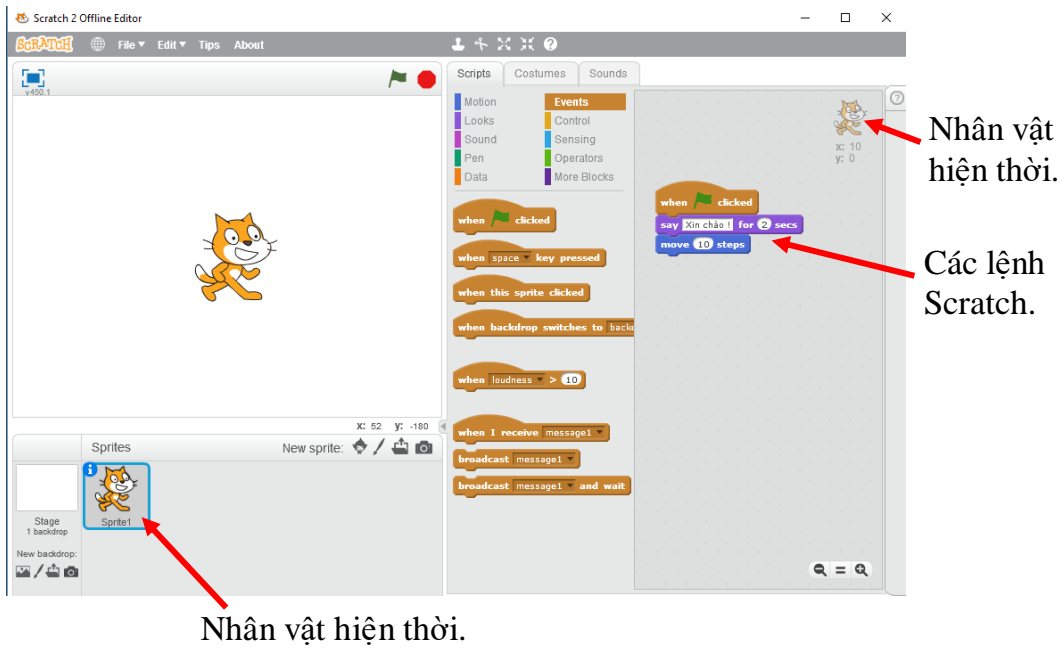 Scratch 2 Offline Editor
SCRATCH File Edit Tips About
v450.1
Scripts Costumes Sounds
Motion Events
Looks Control
Sound Sensing
Pen Operators
Data More Blocks
when clicked
when space key pressed
when this sprite clicked
when backdrop switches to
when loudness > 10
when I receive message1
broadcast message1
broadcast message1 and wait
x: 10
y: 0
when clicked
say Xin chào ! for 2 secs
move 10 steps
Nhân vật
hiện thời.
Các lệnh
Scratch.
X: 52 y: -180
Sprites New sprite:
Stage
1 backdrop
New backdrop:
Sprite1
Nhân vật hiện thời.